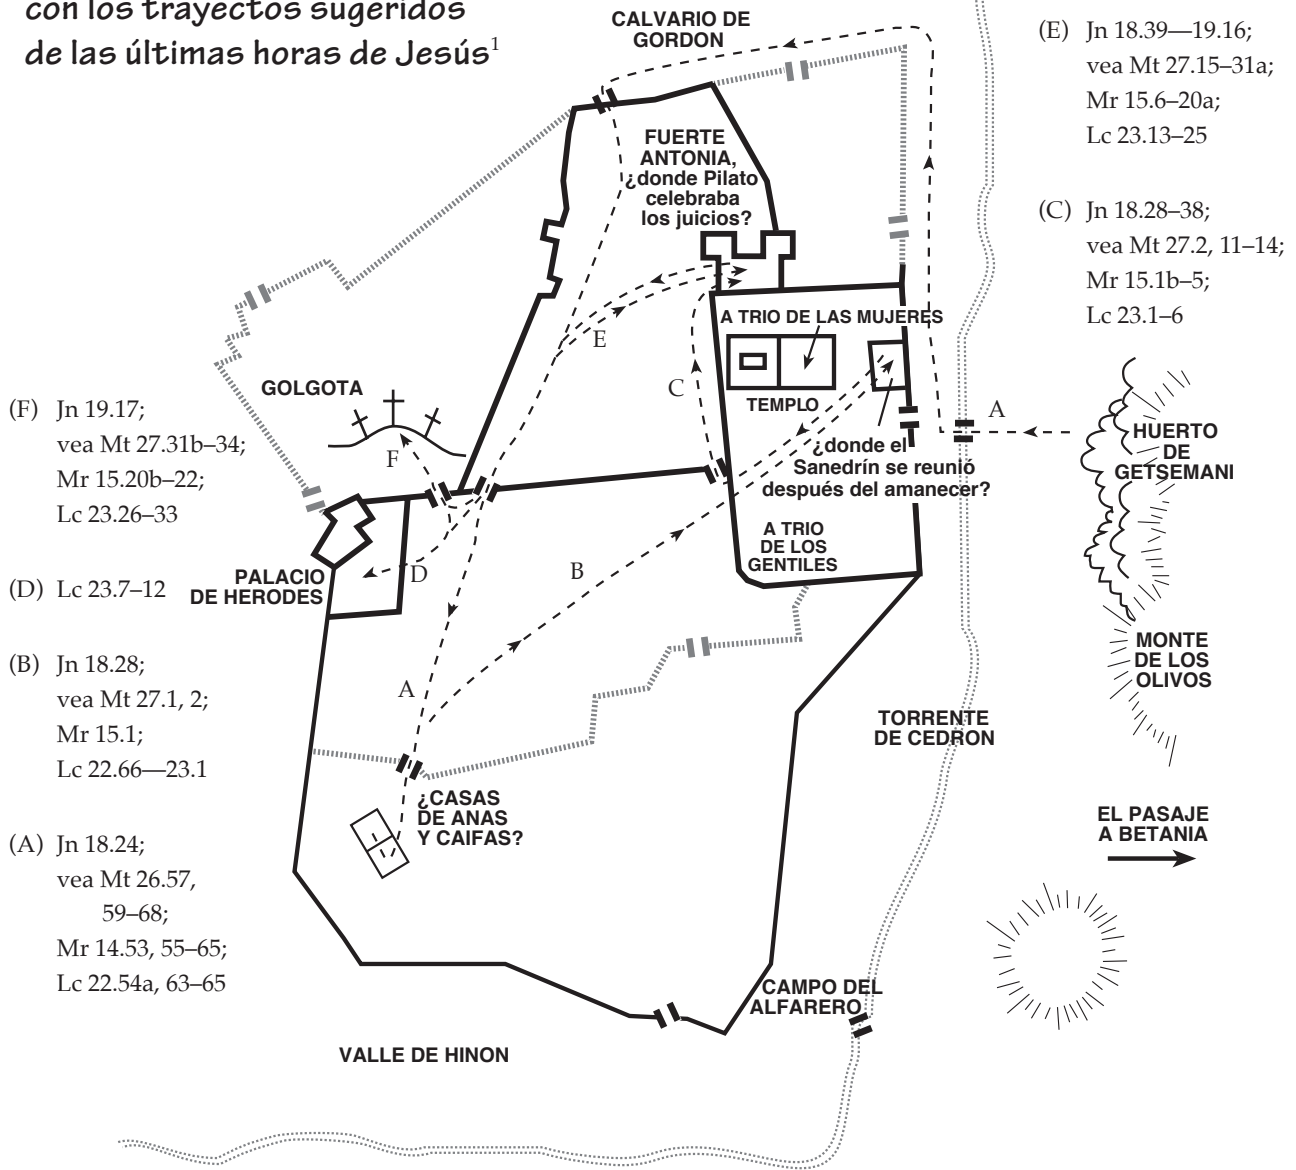 con los trayectos sugeridos
de las últimas horas de Jesús¹
CALVARIO DE
GORDON
(E) Jn 18.39—19.16;
vea Mt 27.15–31a;
Mr 15.6–20a;
Lc 23.13–25
FUERTE
ANTONIA,
¿donde Pilato
celebraba
los juicios?
(C) Jn 18.28–38;
vea Mt 27.2, 11–14;
Mr 15.1b–5;
Lc 23.1–6
A TRIO DE LAS MUJERES
E
C
TEMPLO
GOLGOTA
F
(F) Jn 19.17;
vea Mt 27.31b–34;
Mr 15.20b–22;
Lc 23.26–33
A
HUERTO
DE
GETSEMANI
¿donde el
Sanedrín se reunió
después del amanecer?
A TRIO
DE LOS
GENTILES
(D) Lc 23.7–12
PALACIO
DE HERODES
D
B
(B) Jn 18.28;
vea Mt 27.1, 2;
Mr 15.1;
Lc 22.66—23.1
A
MONTE
DE LOS
OLIVOS
TORRENTE
DE CEDRON
¿CASAS
DE ANAS
Y CAIFAS?
EL PASAJE
A BETANIA
(A) Jn 18.24;
vea Mt 26.57,
59–68;
Mr 14.53, 55–65;
Lc 22.54a, 63–65
CAMPO DEL
ALFARERO
VALLE DE HINON